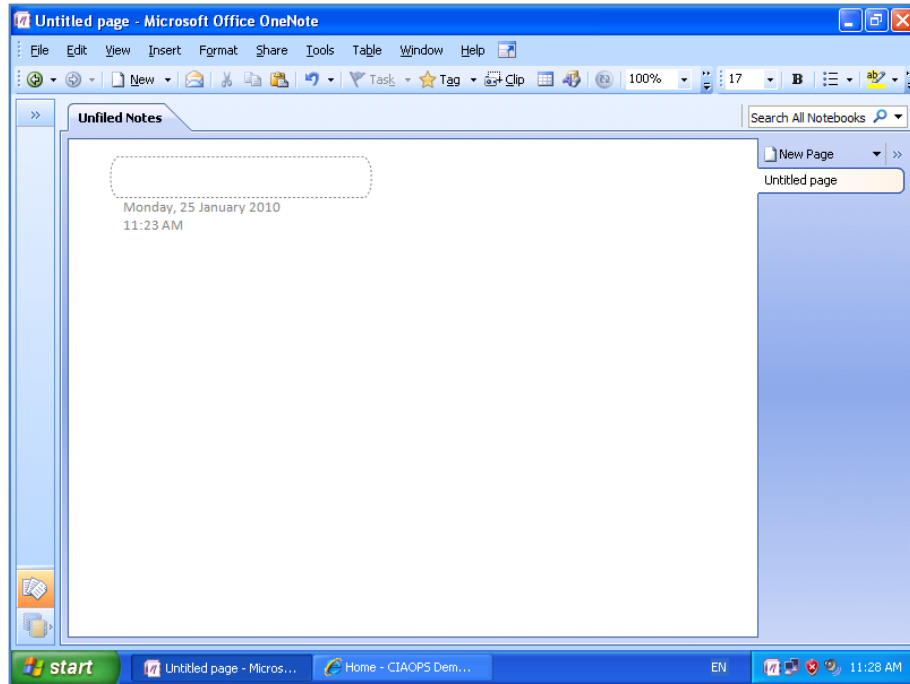 Untitled page - Microsoft Office OneNote
File Edit View Insert Format Share Tools Table Window Help
New Task Tag Clip 100% 17 B
Unfiled Notes
Search All Notebooks
New Page
Untitled page
Monday, 25 January 2010
11:23 AM
start Untitled page - Micros... Home - CIAOPS Dem... EN 11:28 AM